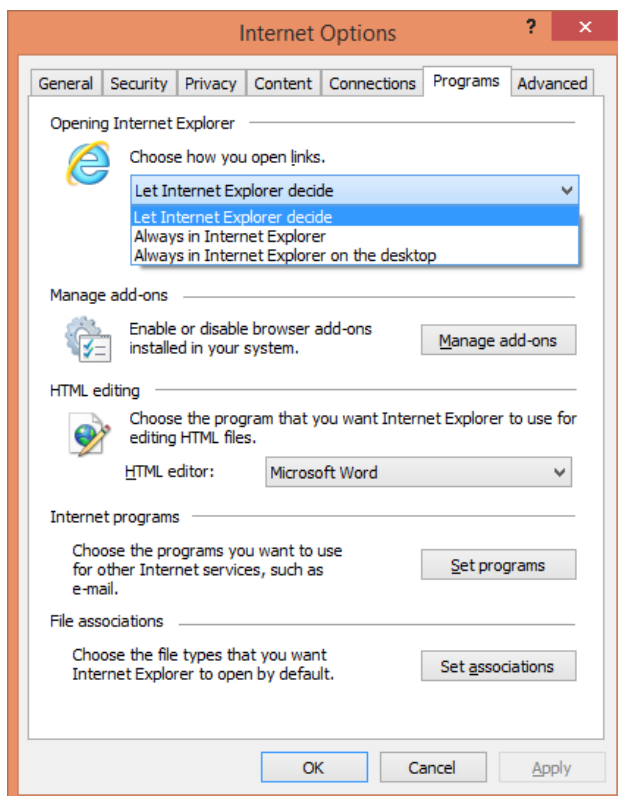 Internet Options
?
General Security Privacy Content Connections Programs Advanced
Opening Internet Explorer
Choose how you open links.
Let Internet Explorer decide
Let Internet Explorer decide
Always in Internet Explorer
Always in Internet Explorer on the desktop
Manage add-ons
Enable or disable browser add-ons
installed in your system.
Manage add-ons
HTML editing
Choose the program that you want Internet Explorer to use for
editing HTML files.
HTML editor:
Microsoft Word
Internet programs
Choose the programs you want to use
for other Internet services, such as
e-mail.
Set programs
File associations
Choose the file types that you want
Internet Explorer to open by default.
Set associations
OK Cancel Apply